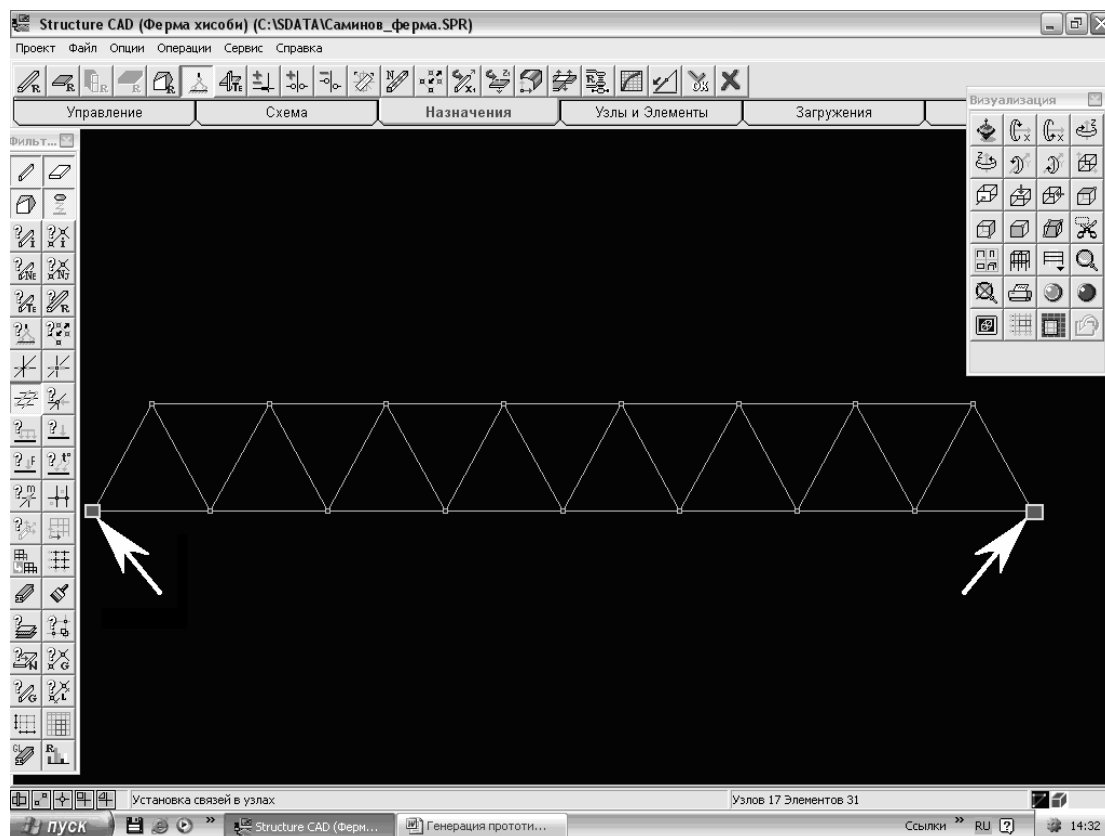 Structure CAD (Ферма хисоби) (C:\SDATA\Саминов_ферма.SPR)
Проект Файл Опции Операции Сервис Справка
Управление Схема Назначения Узлы и Элементы Загружения
Визуализация
Фильт...
Установка связей в узлах Узлов 17 Элементов 31
пуск Structure CAD (Ферм... Генерация прототи... Ссылки » RU 14:32